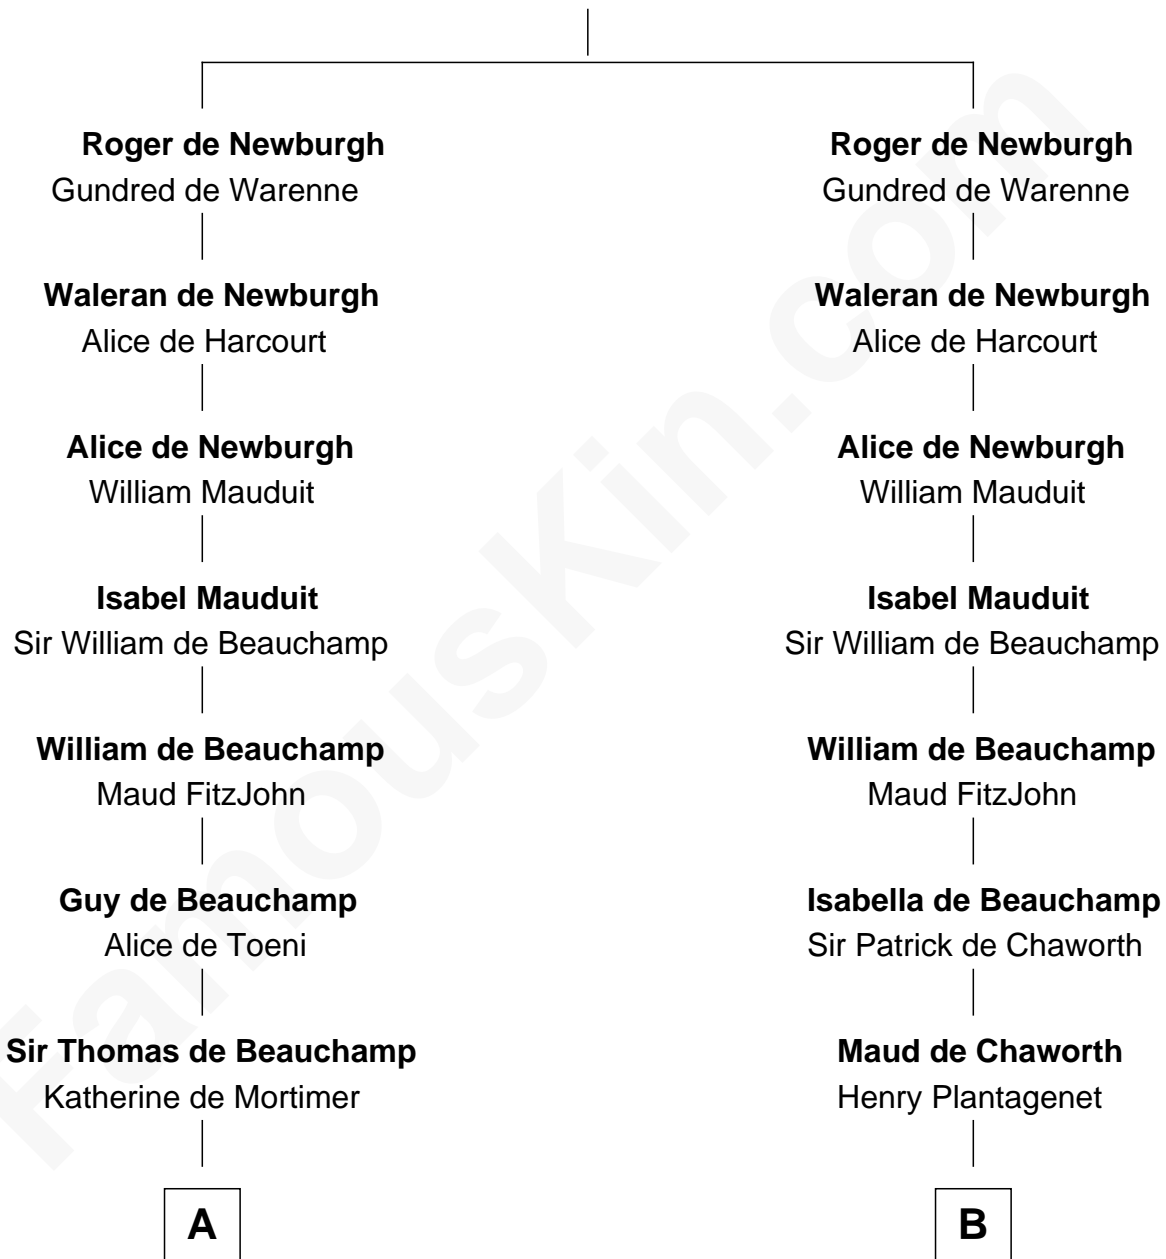 Roger de Newburgh
Gundred de Warenne
Waleran de Newburgh
Alice de Harcourt
Alice de Newburgh
William Mauduit
Isabel Mauduit
Sir William de Beauchamp
William de Beauchamp
Maud FitzJohn
Guy de Beauchamp
Alice de Toeni
Sir Thomas de Beauchamp
Katherine de Mortimer
A
Roger de Newburgh
Gundred de Warenne
Waleran de Newburgh
Alice de Harcourt
Alice de Newburgh
William Mauduit
Isabel Mauduit
Sir William de Beauchamp
William de Beauchamp
Maud FitzJohn
Isabella de Beauchamp
Sir Patrick de Chaworth
Maud de Chaworth
Henry Plantagenet
B
FamousKin.com